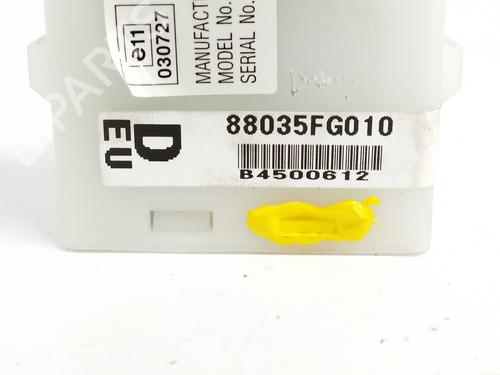 e11
030727
MANUFACT
MODEL No.
SERIAL No.
D
EU
88035FG010
B4500612